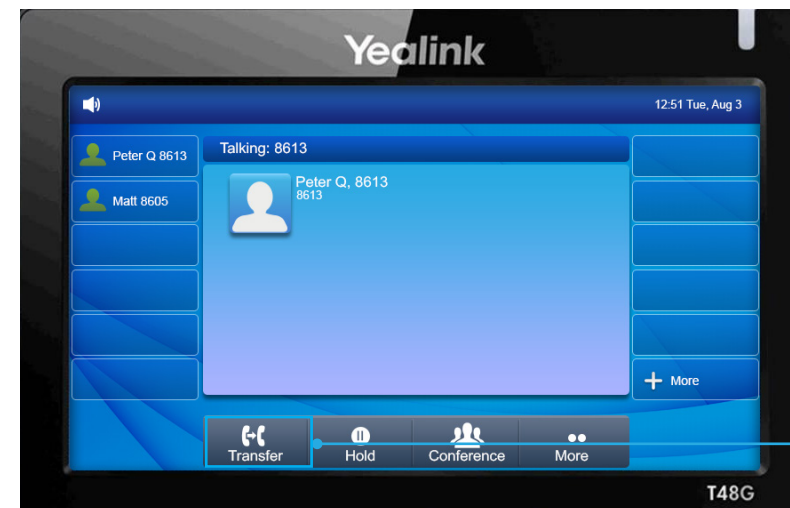 Yealink
12:51 Tue, Aug 3
Peter Q 8613
Matt 8605
Talking: 8613
Peter Q, 8613
8613
More
Transfer
Hold
Conference
More
T48G